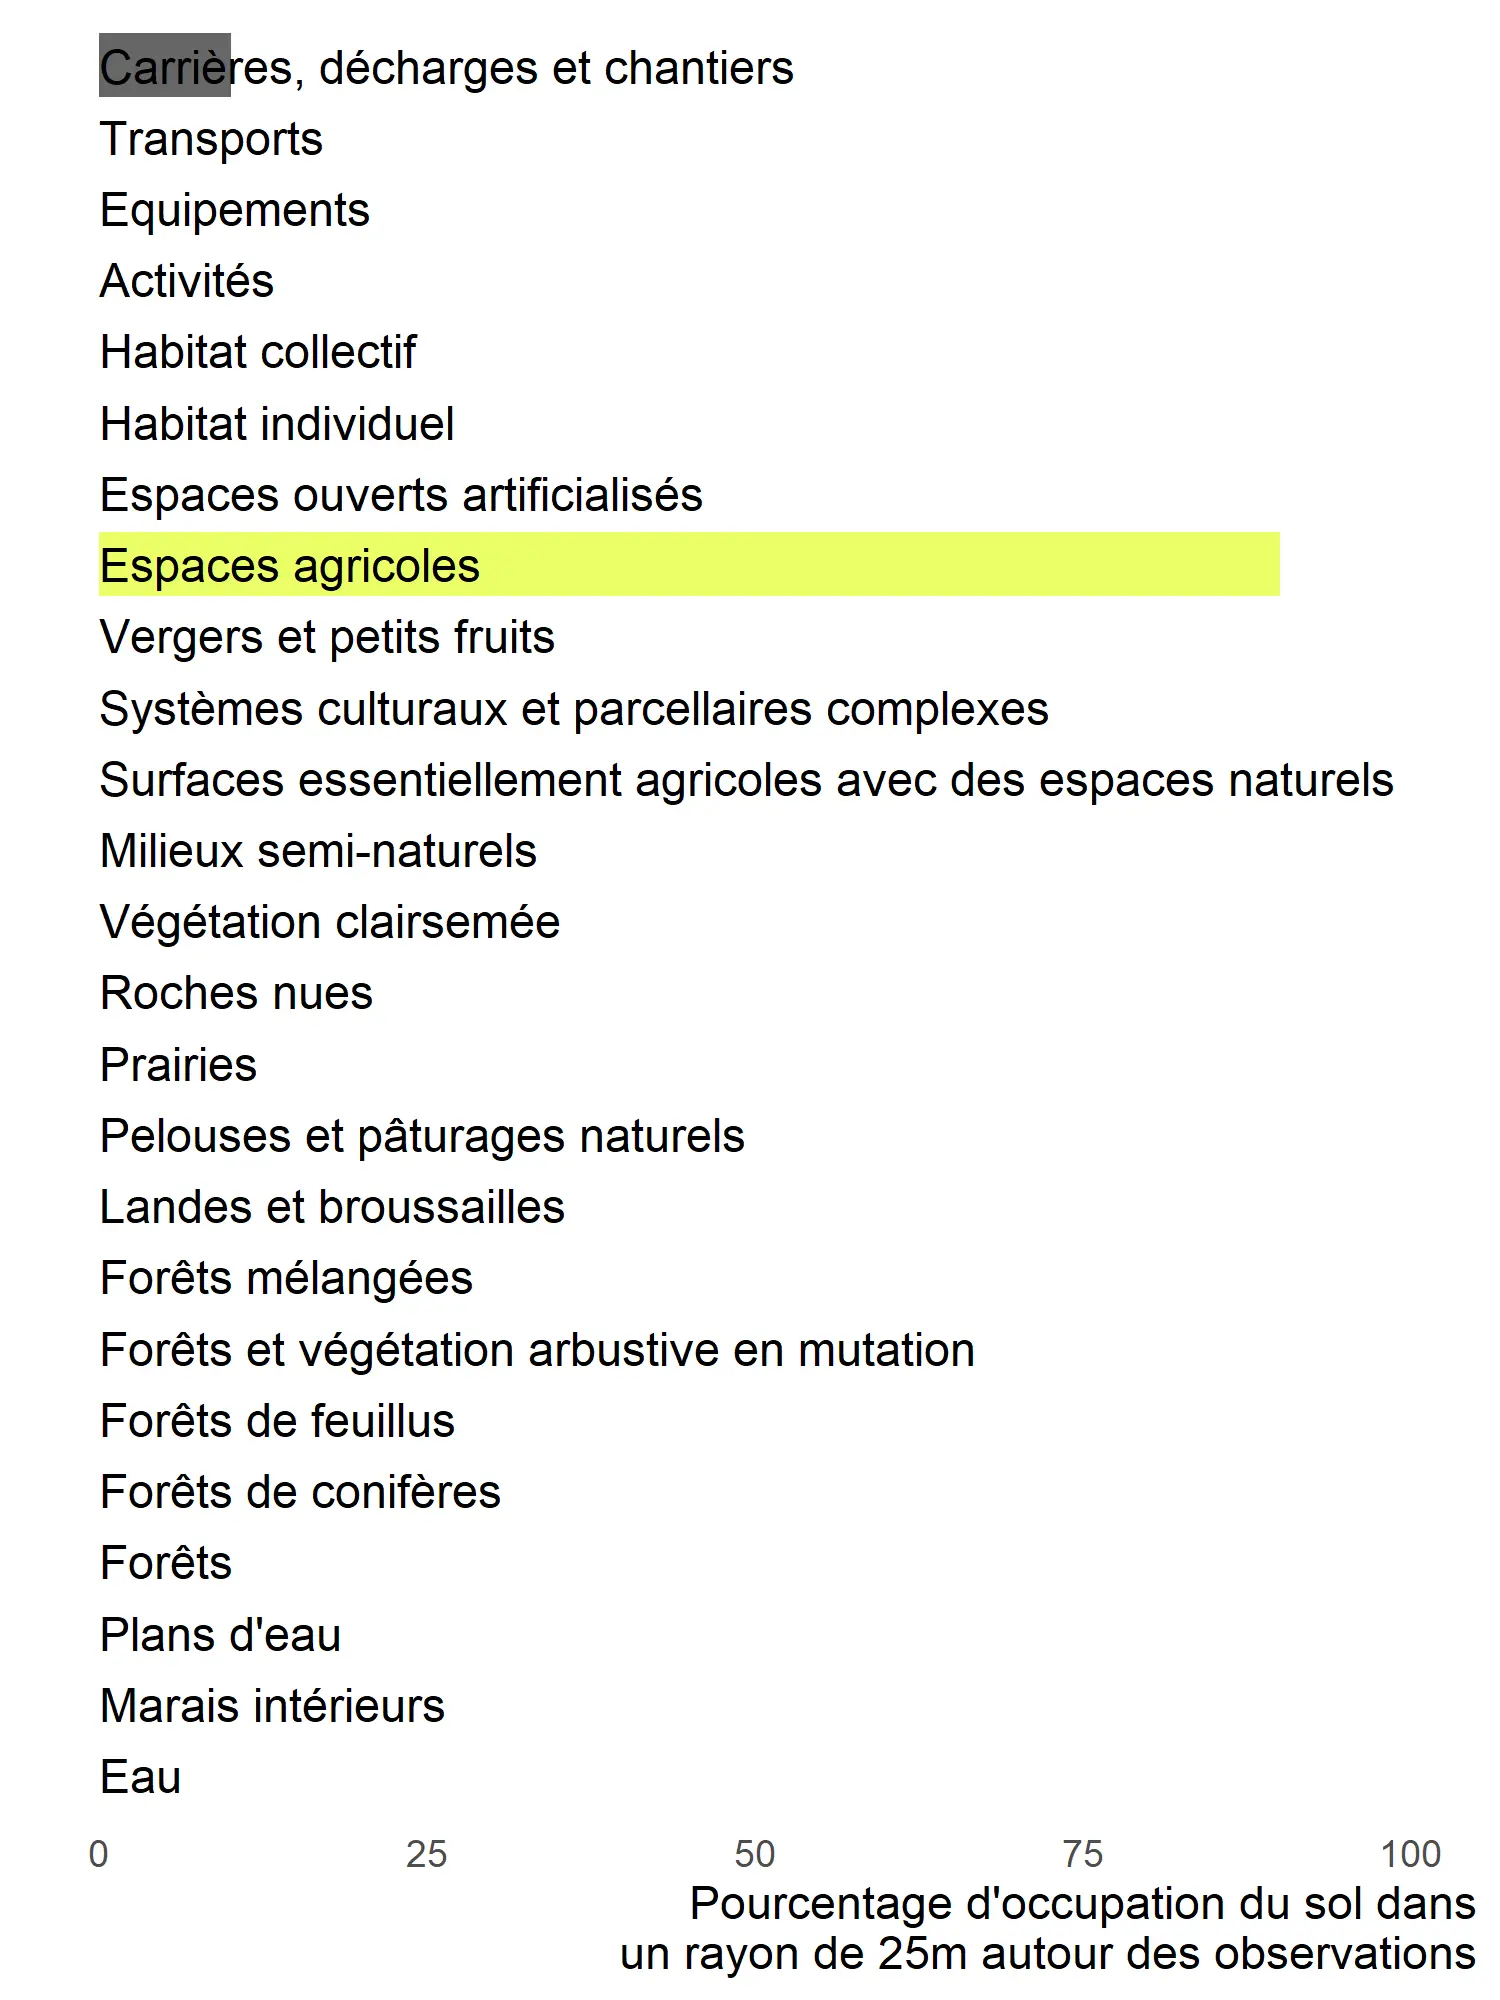 Carrières, décharges et chantiers
Transports
Equipements
Activités
Habitat collectif
Habitat individuel
Espaces ouverts artificialisés
Espaces agricoles
Vergers et petits fruits
Systèmes culturaux et parcellaires complexes
Surfaces essentiellement agricoles avec des espaces naturels
Milieux semi-naturels
Végétation clairsemée
Roches nues
Prairies
Pelouses et pâturages naturels
Landes et broussailles
Forêts mélangées
Forêts et végétation arbustive en mutation
Forêts de feuillus
Forêts de conifères
Forêts
Plans d'eau
Marais intérieurs
Eau
0 25 50 75 100
Pourcentage d'occupation du sol dans
un rayon de 25m autour des observations